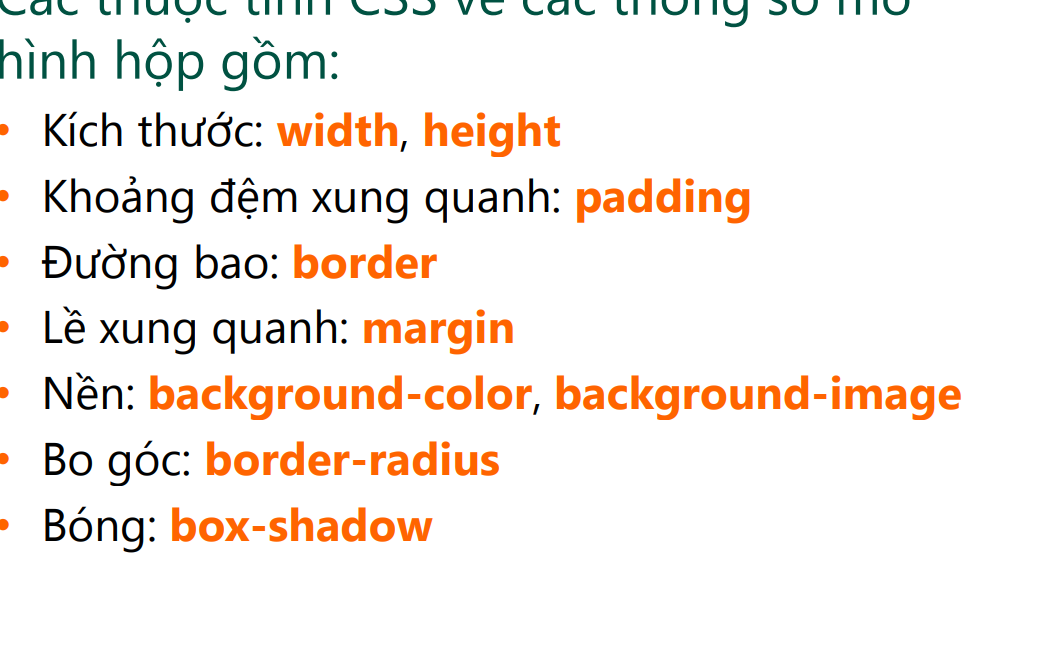 Các thuộc tính CSS về các thông số mô
hình hộp gồm:
• Kích thước: width, height
• Khoảng đệm xung quanh: padding
• Đường bao: border
• Lề xung quanh: margin
• Nền: background-color, background-image
• Bo góc: border-radius
• Bóng: box-shadow